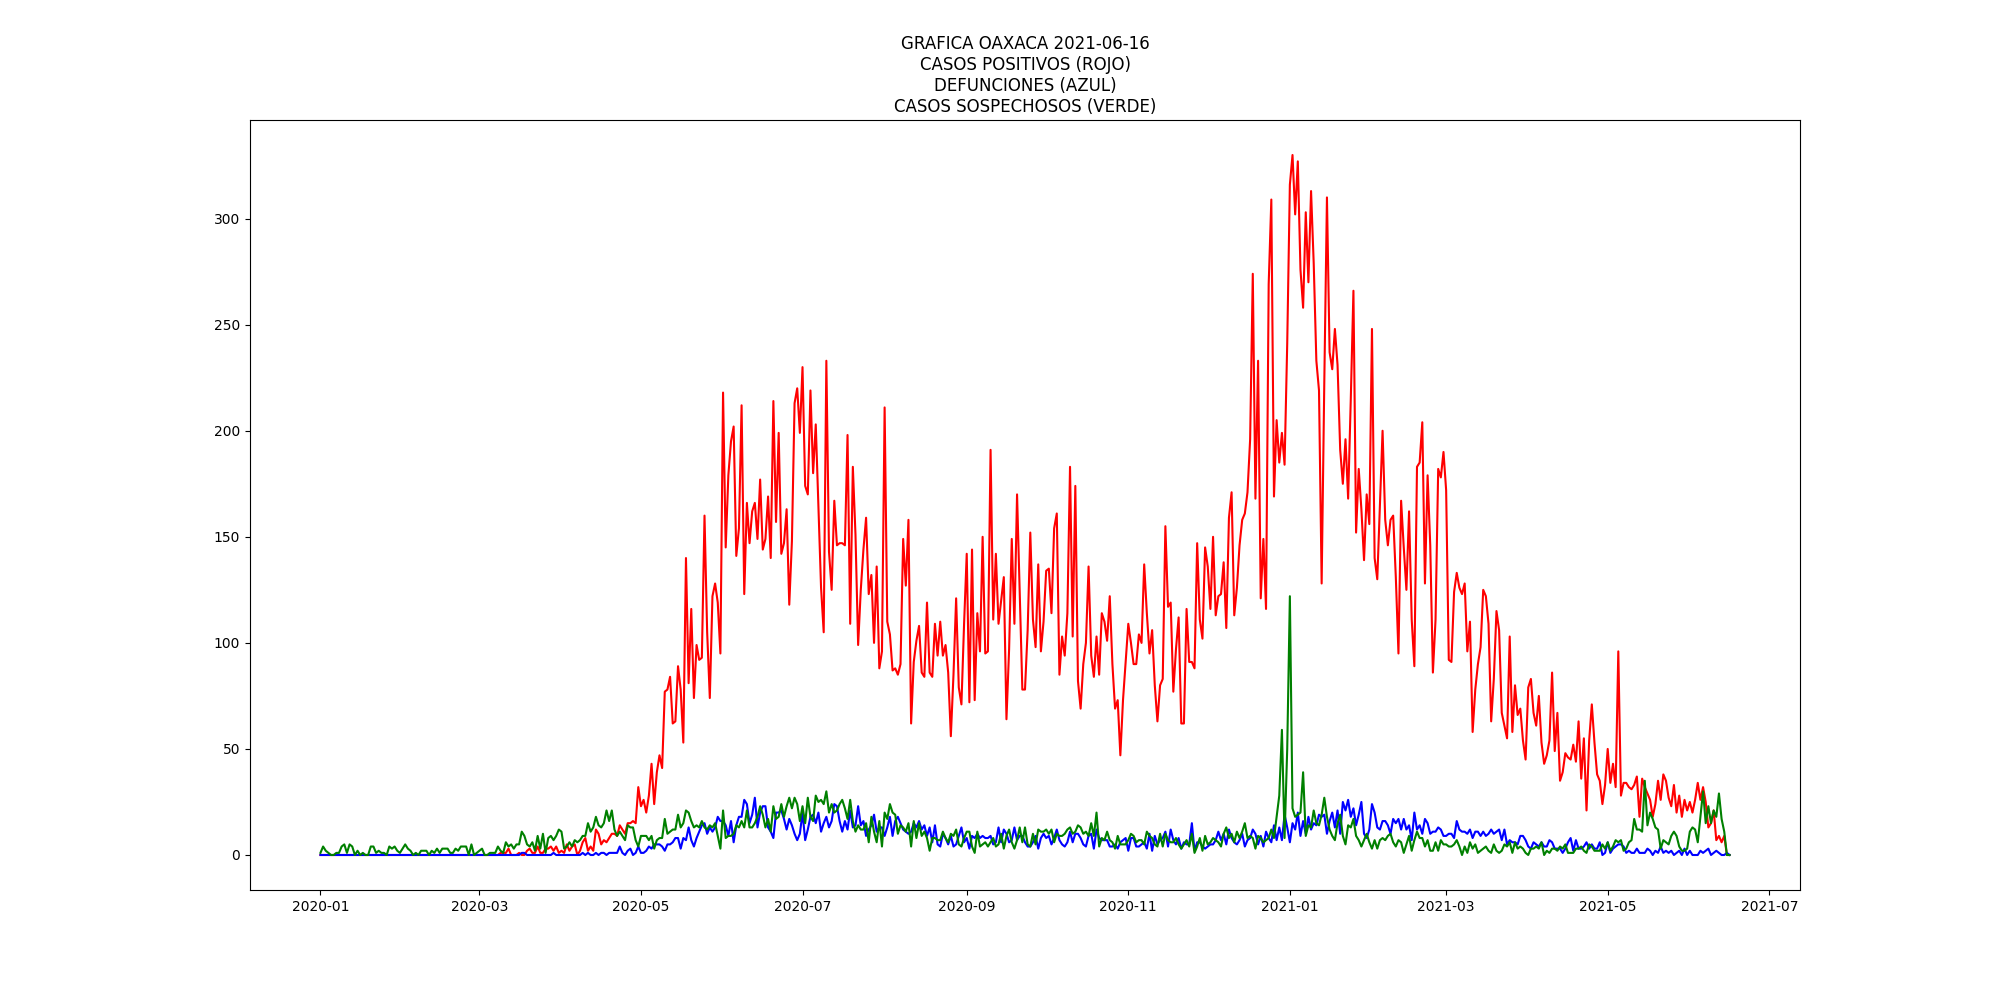 GRAFICA OAXACA 2021-06-16
CASOS POSITIVOS (ROJO)
DEFUNCIONES (AZUL)
CASOS SOSPECHOSOS (VERDE)
300
250
200
150
100
50
0
2020-01 2020-03 2020-05 2020-07 2020-09 2020-11 2021-01 2021-03 2021-05 2021-07